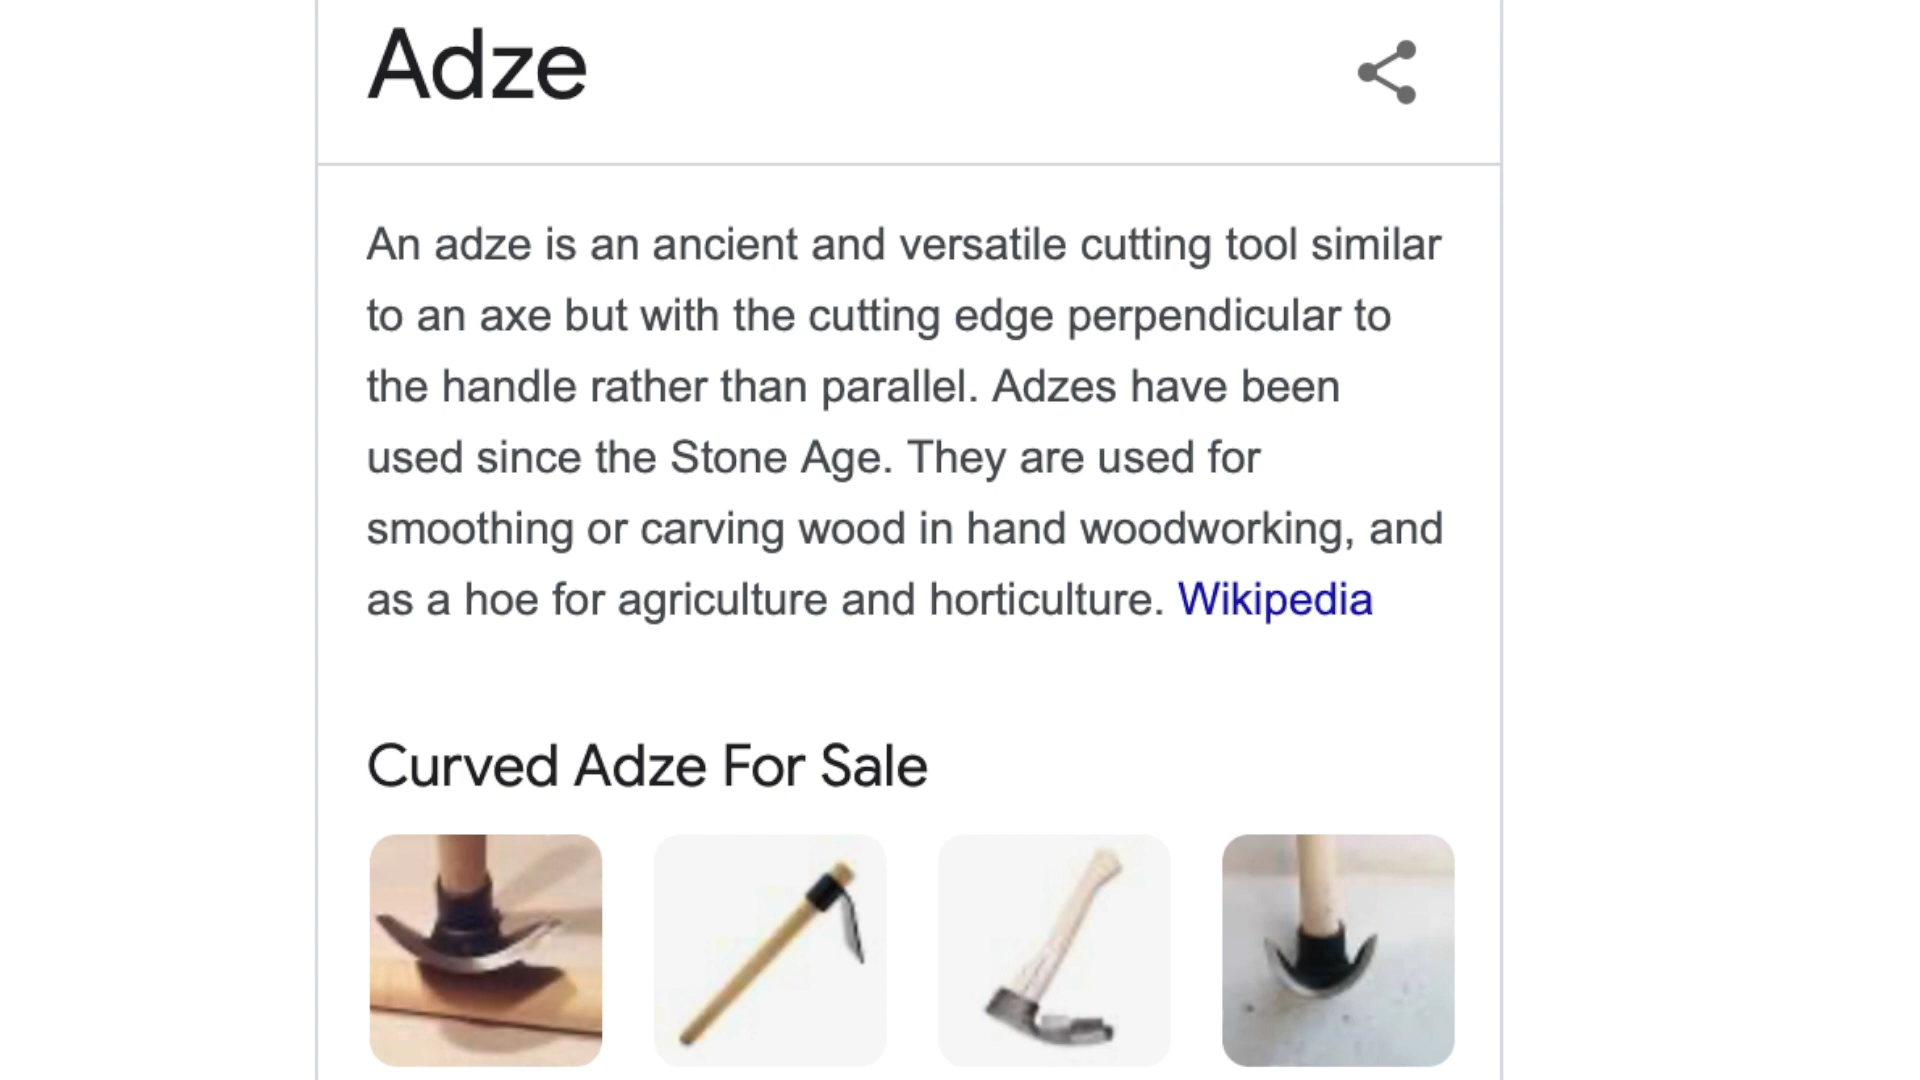 Adze
An adze is an ancient and versatile cutting tool similar
to an axe but with the cutting edge perpendicular to
the handle rather than parallel. Adzes have been
used since the Stone Age. They are used for
smoothing or carving wood in hand woodworking, and
as a hoe for agriculture and horticulture. Wikipedia
Curved Adze For Sale